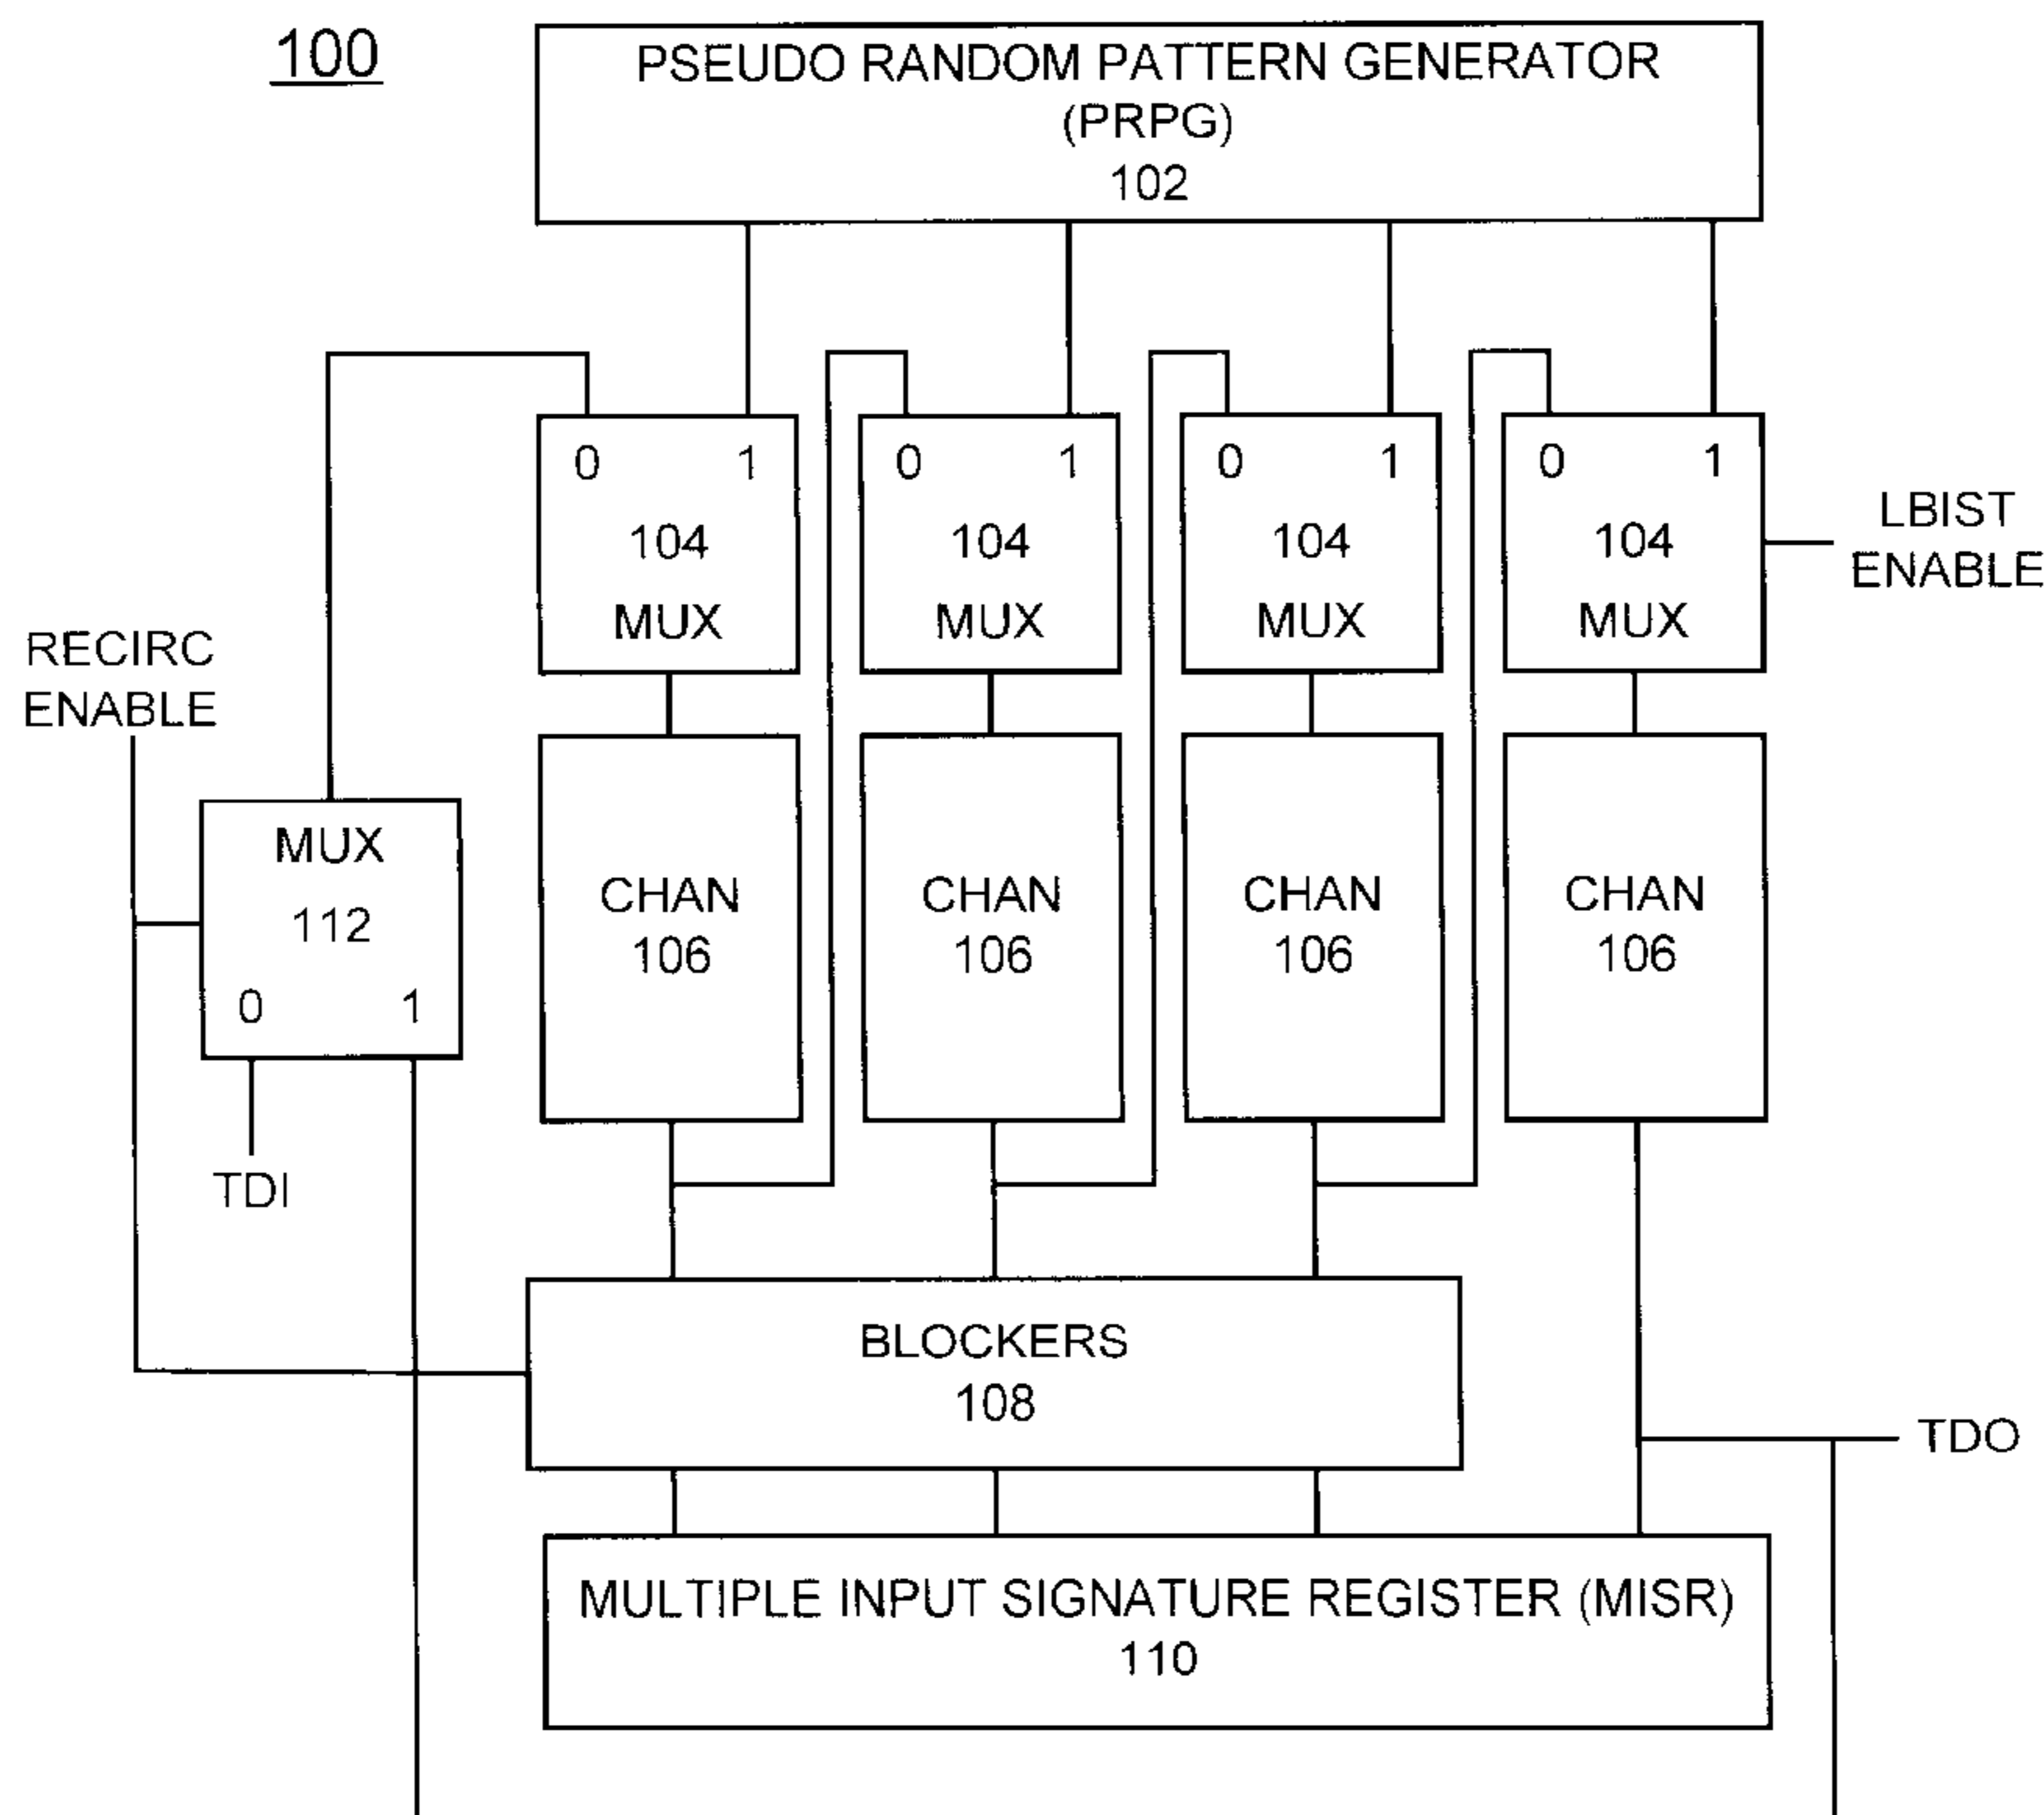 100
PSEUDO RANDOM PATTERN GENERATOR
(PRPG)
102
0 1
104
MUX
0 1
104
MUX
0 1
104
MUX
0 1
104
MUX
LBIST
ENABLE
RECIRC
ENABLE
MUX
112
0 1
TDI
CHAN
106
CHAN
106
CHAN
106
CHAN
106
BLOCKERS
108
TDO
MULTIPLE INPUT SIGNATURE REGISTER (MISR)
110